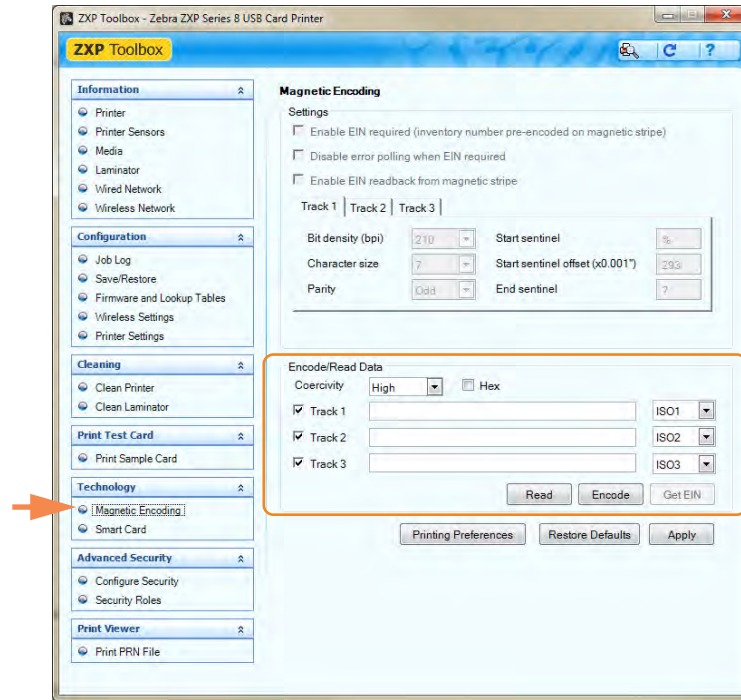 ZXP Toolbox - Zebra ZXP Series 8 USB Card Printer
ZXP Toolbox
?
Information
Printer
Printer Sensors
Media
Laminator
Wired Network
Wireless Network
Configuration
Job Log
Save/Restore
Firmware and Lookup Tables
Wireless Settings
Printer Settings
Cleaning
Clean Printer
Clean Laminator
Print Test Card
Print Sample Card
Technology
Magnetic Encoding
Smart Card
Advanced Security
Configure Security
Security Roles
Print Viewer
Print PRN File
Magnetic Encoding
Settings
Enable EIN required (inventory number pre-encoded on magnetic stripe)
Disable error polling when EIN required
Enable EIN readback from magnetic stripe
Track 1 Track 2 Track 3
Bit density (bpi) 210 Start sentinel %
Character size 7 Start sentinel offset (x0.001") 293
Parity Odd End sentinel ?
Encode/Read Data
Coercivity High Hex
Track 1 ISO1
Track 2 ISO2
Track 3 ISO3
Read Encode Get EIN
Printing Preferences Restore Defaults Apply